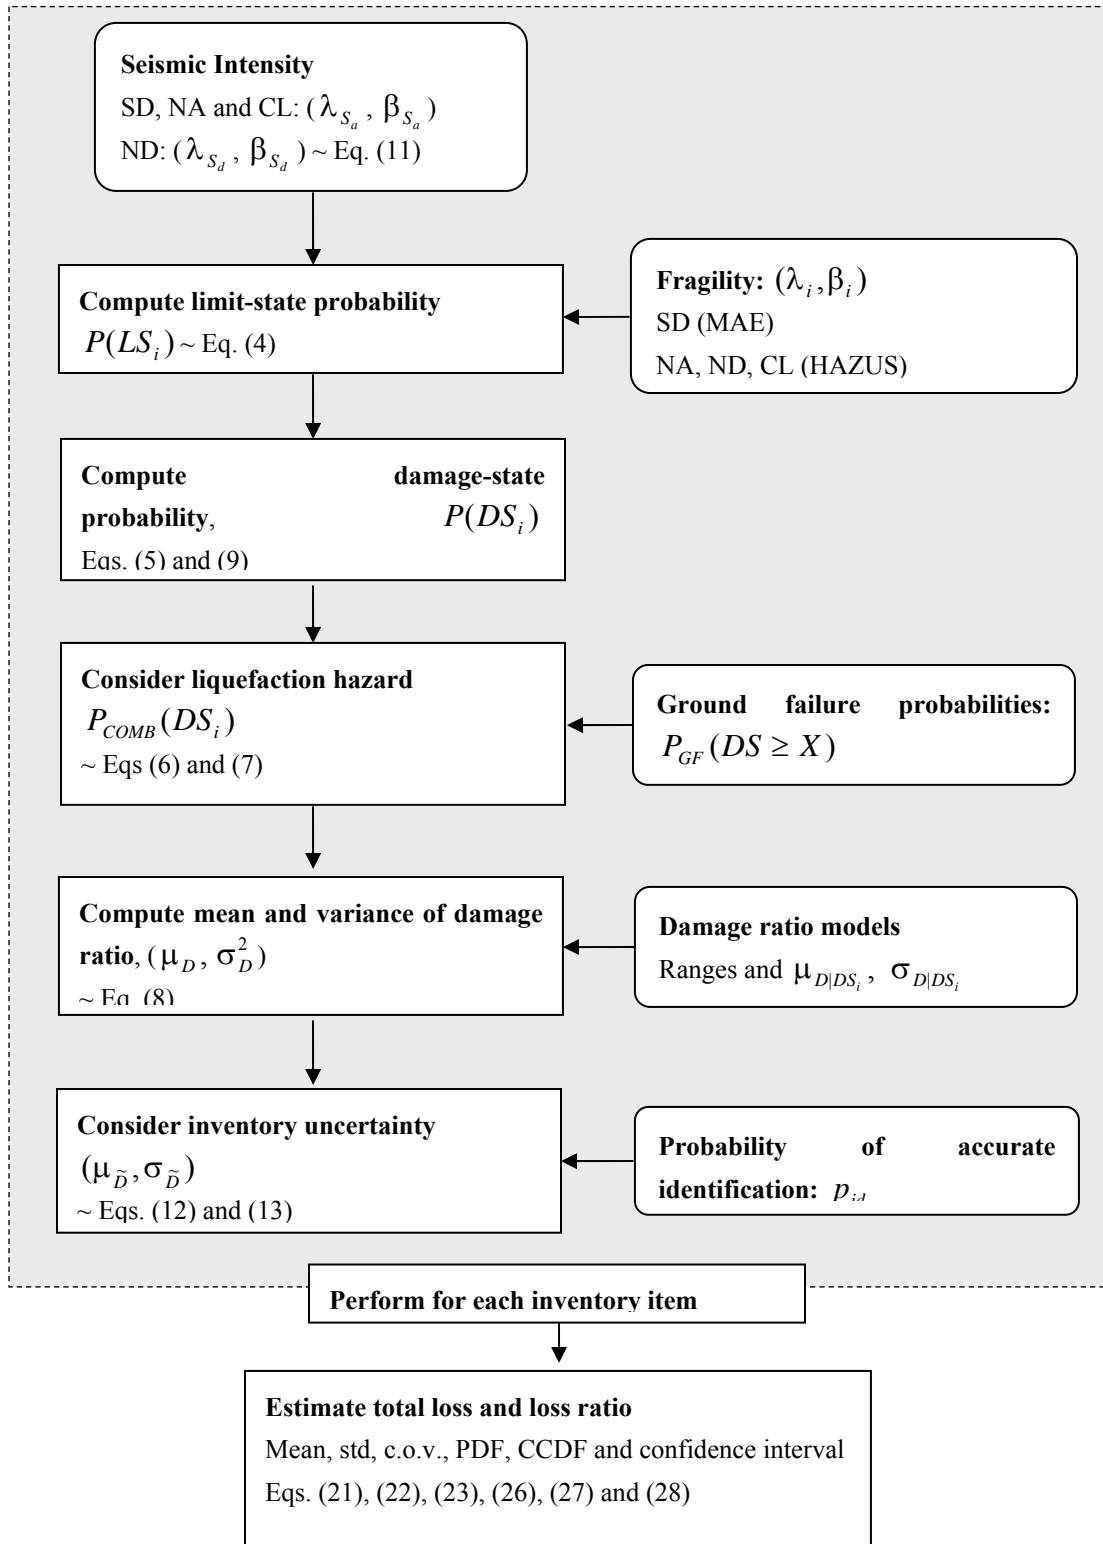 Seismic Intensity
SD, NA and CL: (λ_{S_a}, β_{S_a})
ND: (λ_{S_d}, β_{S_d}) ~ Eq. (11)
Compute limit-state probability
P(LS_i) ~ Eq. (4)
Fragility: (λ_i, β_i)
SD (MAE)
NA, ND, CL (HAZUS)
Compute damage-state
probability, P(DS_i)
Eqs. (5) and (9)
Consider liquefaction hazard
P_{COMB}(DS_i)
~ Eqs (6) and (7)
Ground failure probabilities:
P_{GF}(DS ≥ X)
Compute mean and variance of damage
ratio, (μ_D, σ_D^2)
~ Eq. (8)
Damage ratio models
Ranges and μ_{D|DS_i}, σ_{D|DS_i}
Consider inventory uncertainty
(μ_{D̃}, σ_{D̃})
~ Eqs. (12) and (13)
Probability of accurate
identification: p_{id}
Perform for each inventory item
Estimate total loss and loss ratio
Mean, std, c.o.v., PDF, CCDF and confidence interval
Eqs. (21), (22), (23), (26), (27) and (28)